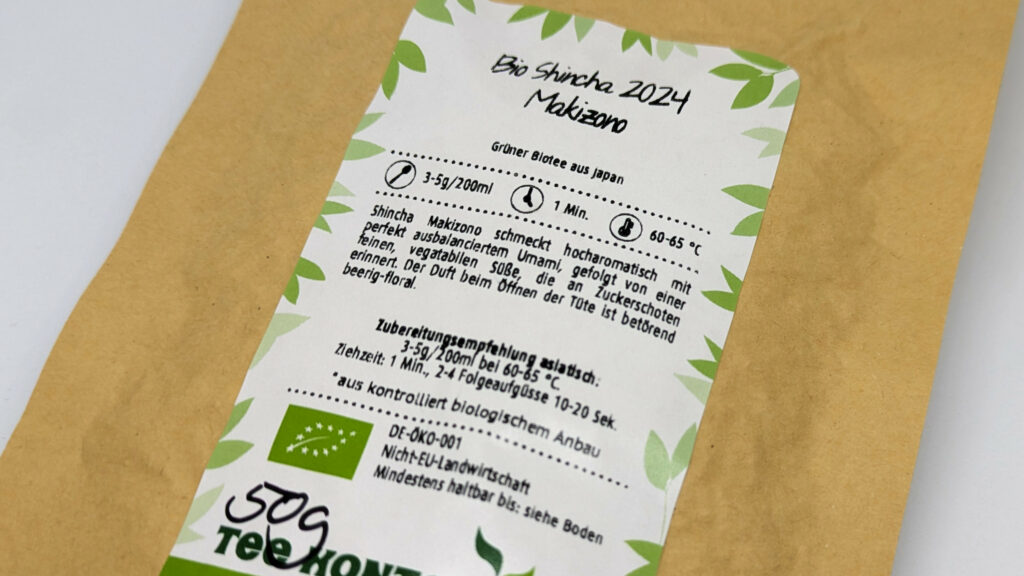 Bio Shincha 2024
Makizono
Grüner Biotee aus Japan
3-5g/200ml 1 Min. 60-65 °C
Shincha Makizono schmeckt hocharomatisch mit
perfekt ausbalanciertem Umami, gefolgt von einer
feinen, vegatabilen Süße, die an Zuckerschoten
erinnert. Der Duft beim Öffnen der Tüte ist betörend
beerig-floral.
Zubereitungsempfehlung asiatisch:
3-5g/200ml bei 60-65 °C
Ziehzeit: 1 Min., 2-4 Folgeaufgüsse 10-20 Sek.
*aus kontrolliert biologischem Anbau
DE-ÖKO-001
Nicht-EU-Landwirtschaft
Mindestens haltbar bis: siehe Boden
50g
Tee